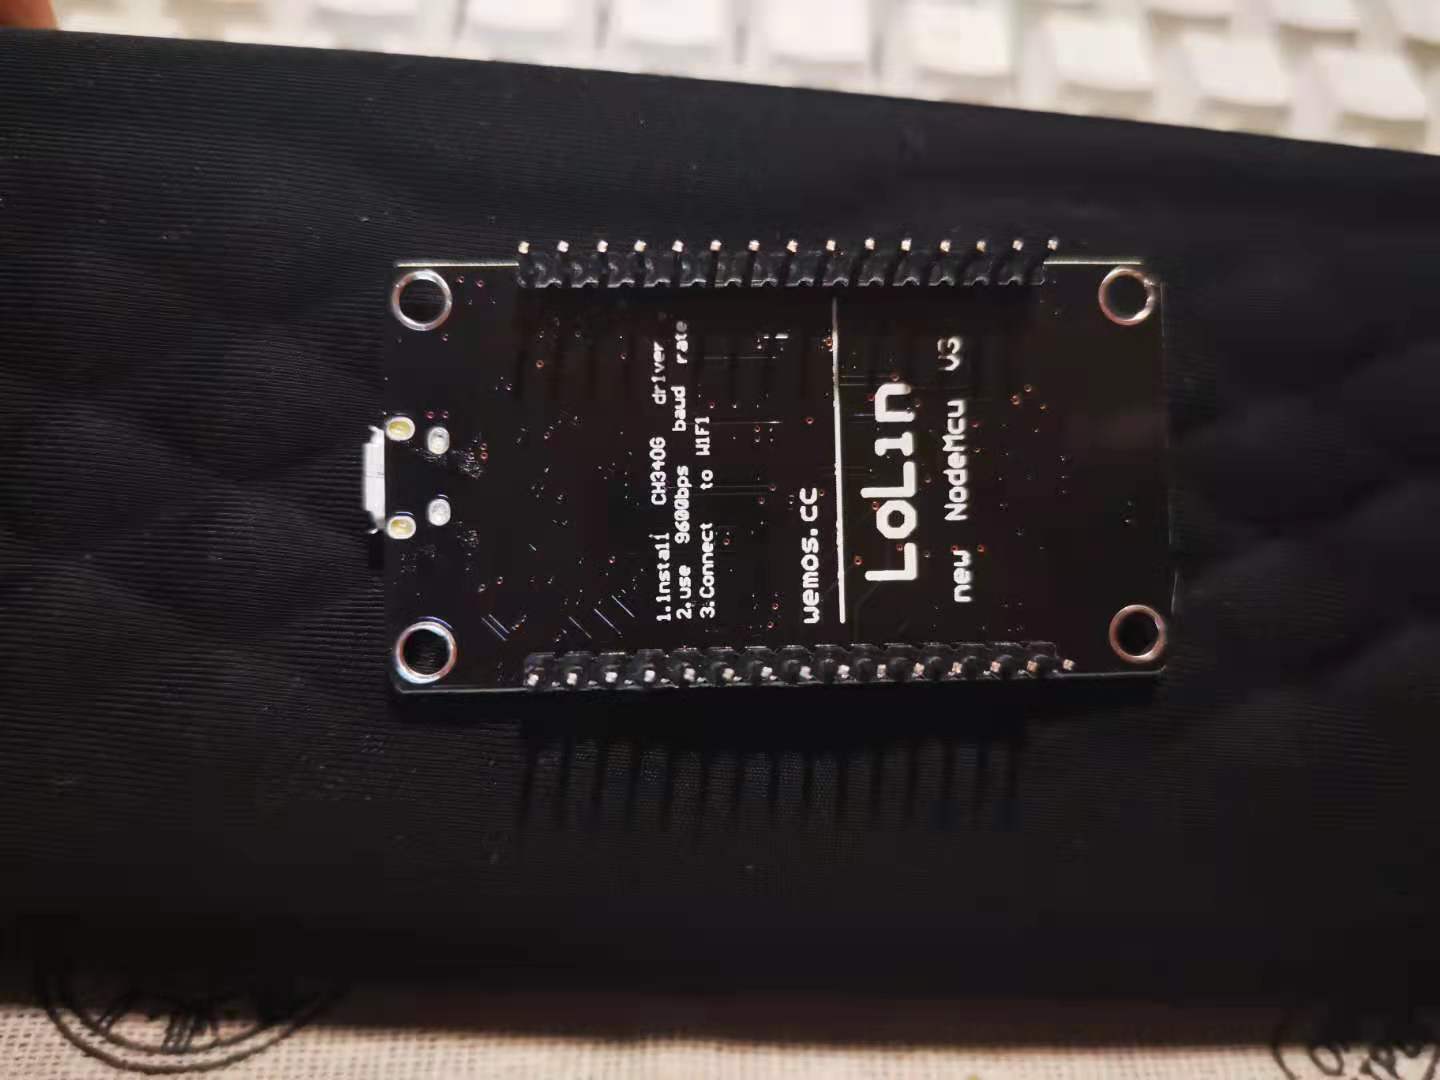 1.Install CH340G driver
2.use 9600bps baud rate
3.Connect to WIFI
wemos.cc
LoLin
new NodeMcu V3